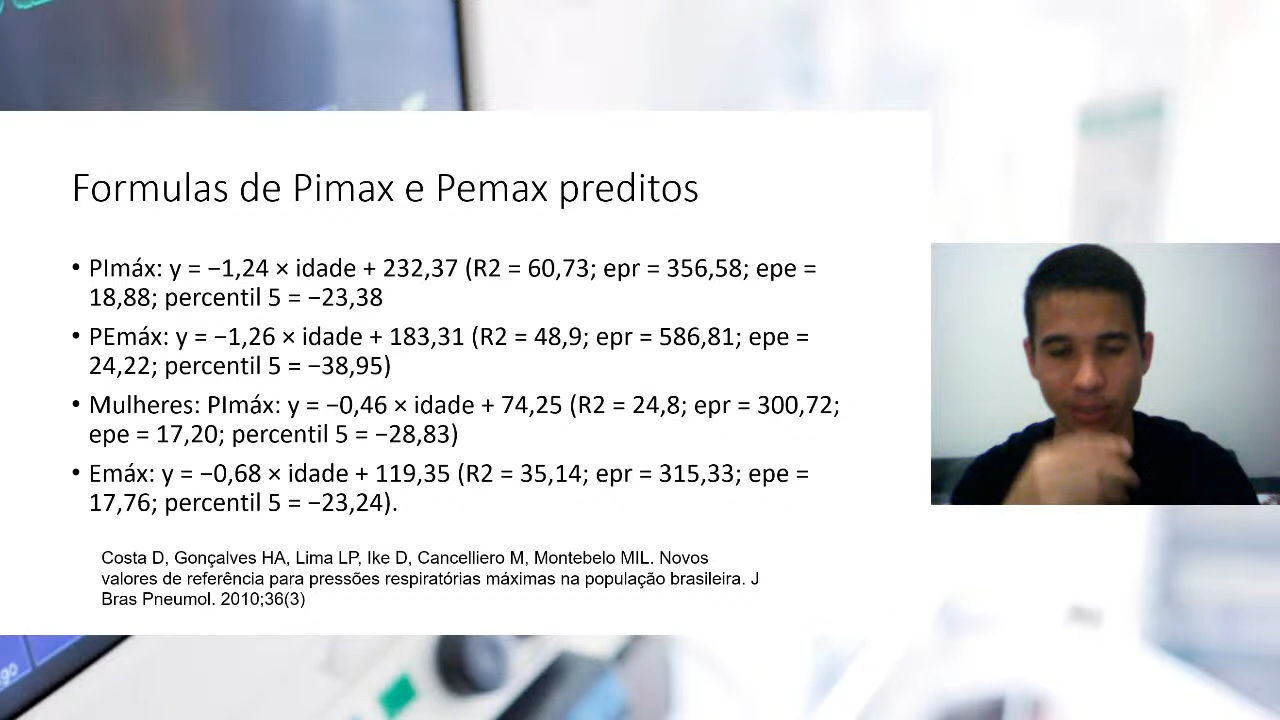 Formulas de Pimax e Pemax preditos
• PImáx: y = −1,24 × idade + 232,37 (R2 = 60,73; epr = 356,58; epe =
18,88; percentil 5 = −23,38
• PEmáx: y = −1,26 × idade + 183,31 (R2 = 48,9; epr = 586,81; epe =
24,22; percentil 5 = −38,95)
• Mulheres: PImáx: y = −0,46 × idade + 74,25 (R2 = 24,8; epr = 300,72;
epe = 17,20; percentil 5 = −28,83)
• Emáx: y = −0,68 × idade + 119,35 (R2 = 35,14; epr = 315,33; epe =
17,76; percentil 5 = −23,24).
Costa D, Gonçalves HA, Lima LP, Ike D, Cancelliero M, Montebelo MIL. Novos
valores de referência para pressões respiratórias máximas na população brasileira. J
Bras Pneumol. 2010;36(3)